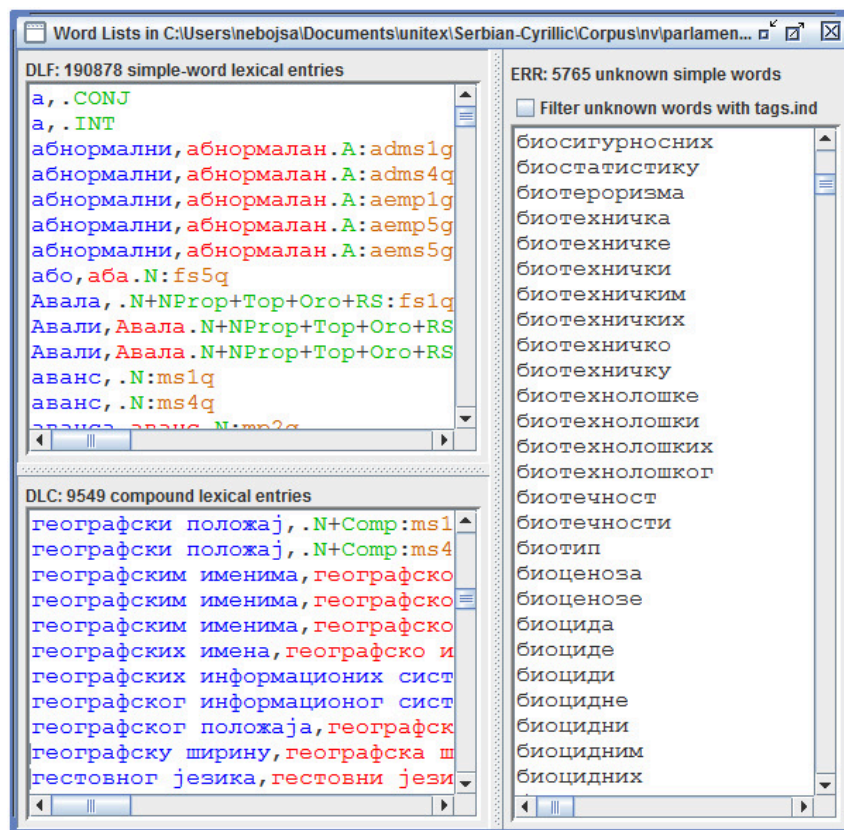 Word Lists in C:\Users\nebojsa\Documents\unitex\Serbian-Cyrillic\Corpus\nv\parlamen...
DLF: 190878 simple-word lexical entries
а,.CONJ
а,.INT
абнормални,абнормалан.A:adms1g
абнормални,абнормалан.A:adms4q
абнормални,абнормалан.A:aemp1g
абнормални,абнормалан.A:aemp5g
абнормални,абнормалан.A:aems5g
або,аба.N:fs5q
Авала,.N+NProp+Top+Oro+RS:fs1q
Авали,Авала.N+NProp+Top+Oro+RS
Авали,Авала.N+NProp+Top+Oro+RS
аванс,.N:ms1q
аванс,.N:ms4q
аванса,аванс.N:mp2q
DLC: 9549 compound lexical entries
географски положај,.N+Comp:ms1
географски положај,.N+Comp:ms4
географским именима,географско
географским именима,географско
географским именима,географско
географских имена,географско и
географских информационих сист
географског информационог сист
географског положаја,географск
географску ширину,географска ш
гестовног језика,гестовни јези
ERR: 5765 unknown simple words
Filter unknown words with tags.ind
биосигурносних
биостатистику
биотероризма
биотехничка
биотехничке
биотехнички
биотехничким
биотехничких
биотехничко
биотехничку
биотехнолошке
биотехнолошки
биотехнолошких
биотехнолошког
биотечност
биотечности
биотип
биоценоза
биоценозе
биоцида
биоциде
биоциди
биоцидне
биоцидни
биоцидним
биоцидних